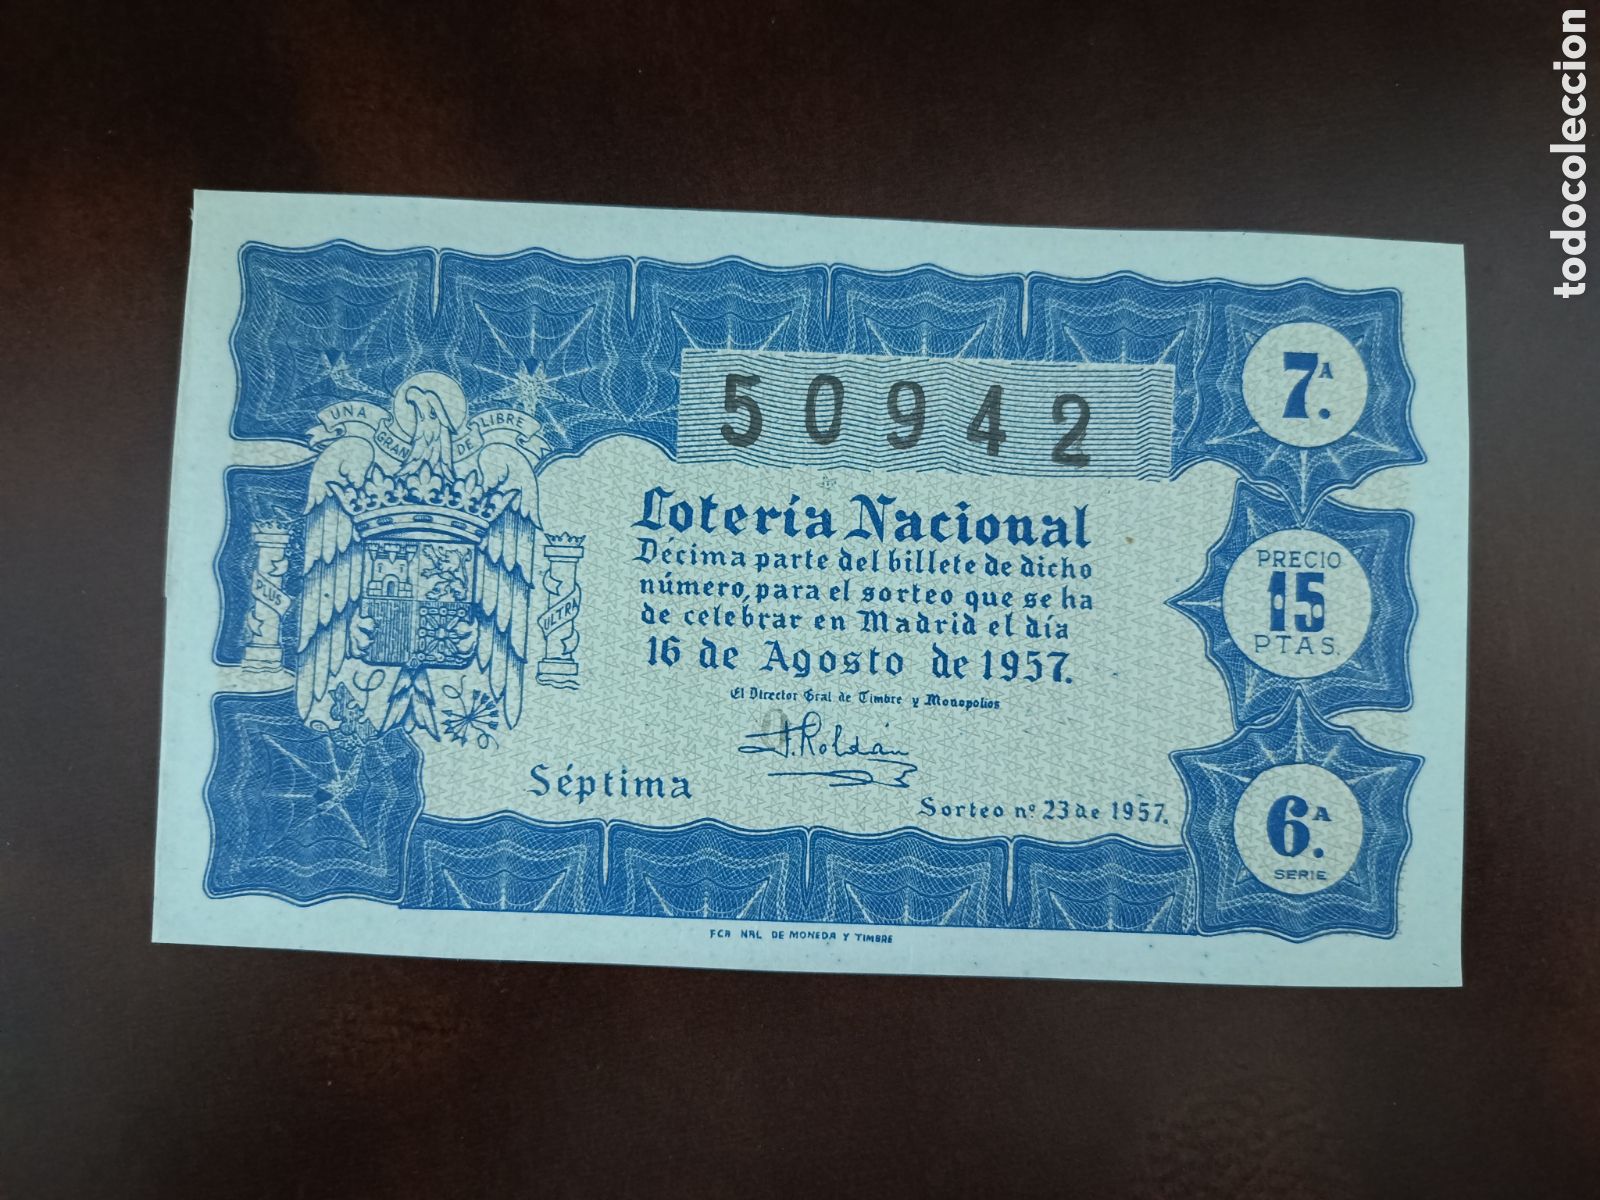 todocoleccion
50942
7.ª
UNA GRANDE LIBRE
PLUS
ULTRA
Lotería Nacional
Décima parte del billete de dicho
número, para el sorteo que se ha
de celebrar en Madrid el día
16 de Agosto de 1957.
El Director Gral de Timbre y Monopolios
F. Roldán
PRECIO
15
PTAS.
Séptima
Sorteo nº 23 de 1957.
6.ª
SERIE
FCA NAL DE MONEDA Y TIMBRE